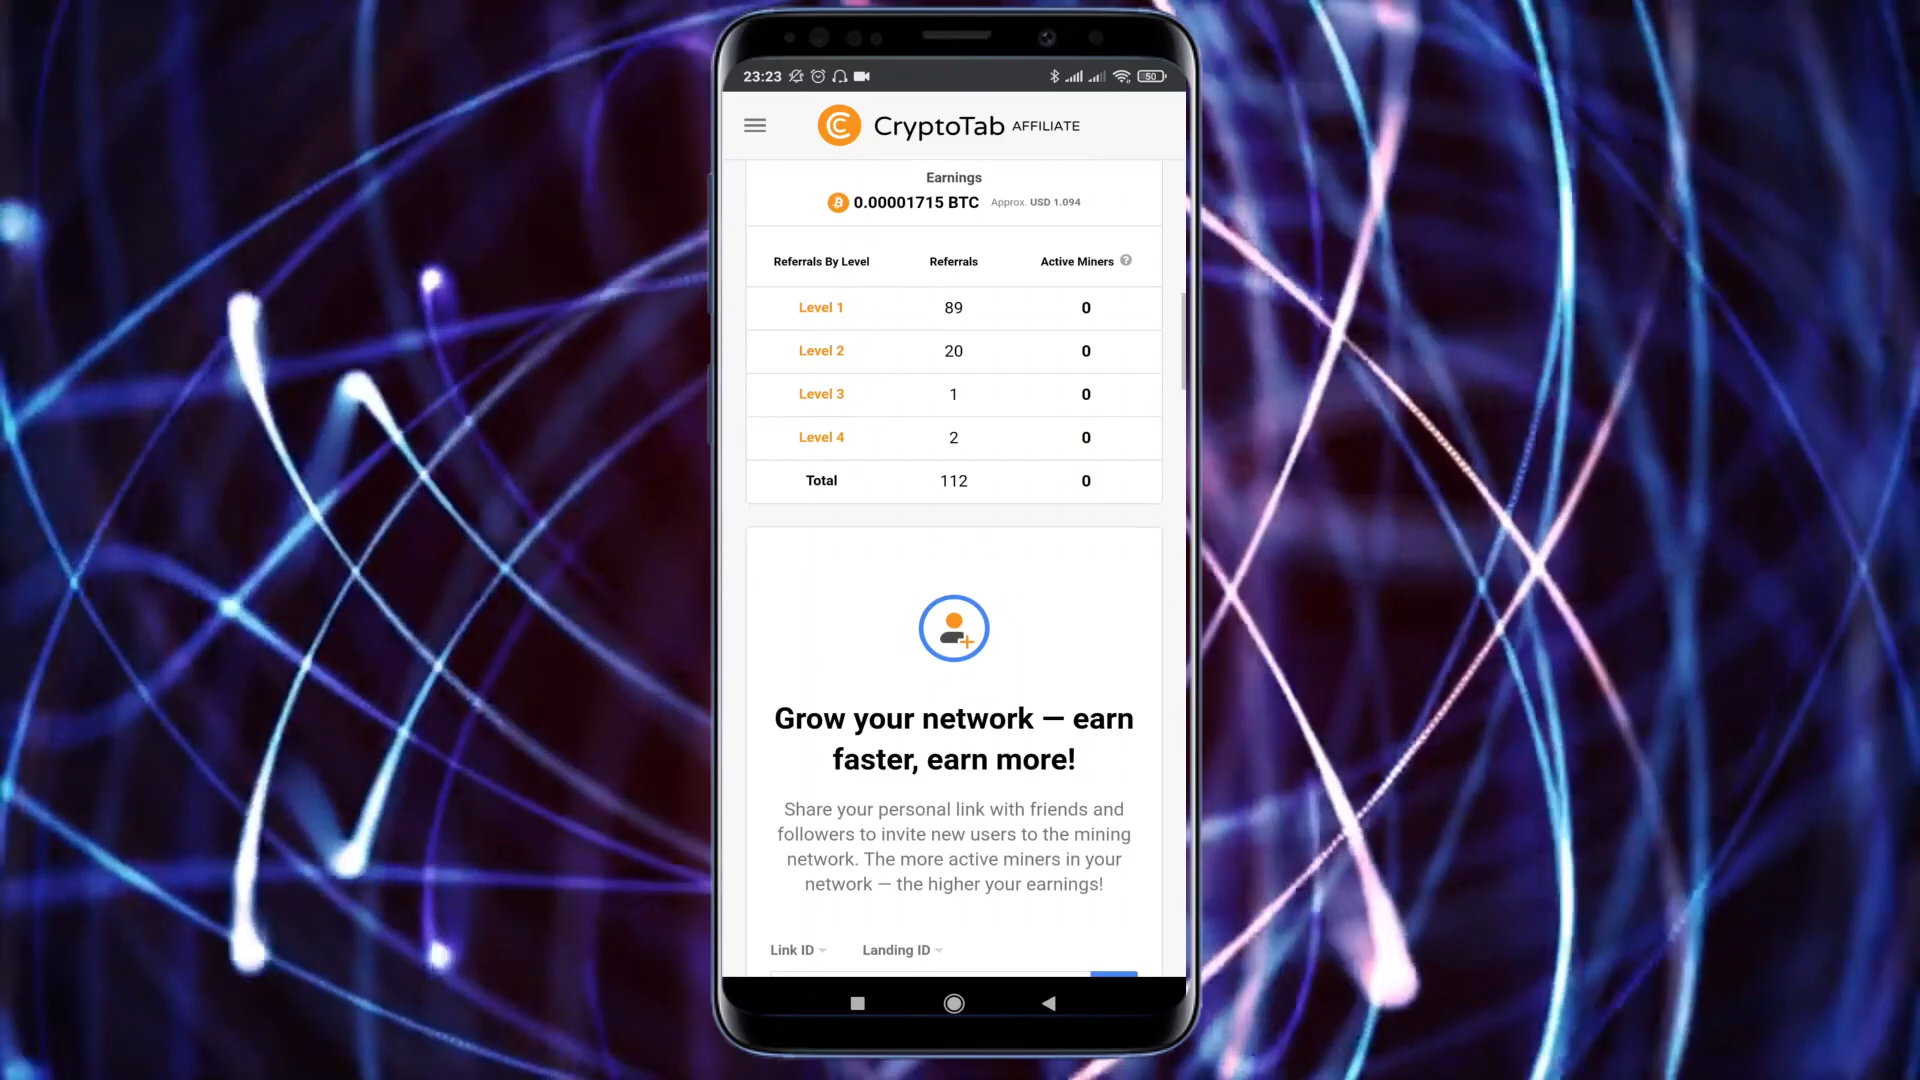 23:23
50
CryptoTab AFFILIATE
Earnings
0.00001715 BTC Approx. USD 1.094
Referrals By Level Referrals Active Miners ?
Level 1 89 0
Level 2 20 0
Level 3 1 0
Level 4 2 0
Total 112 0
Grow your network — earn
faster, earn more!
Share your personal link with friends and
followers to invite new users to the mining
network. The more active miners in your
network — the higher your earnings!
Link ID Landing ID